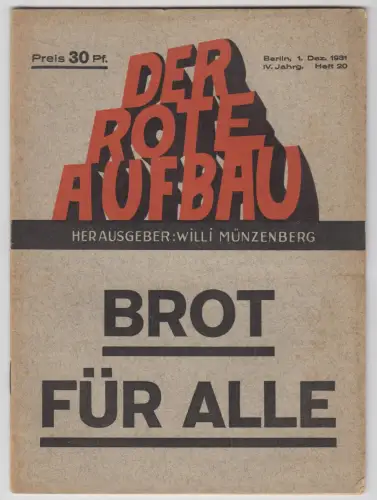 Preis 30 Pf.
Berlin, 1. Dez. 1931
IV. Jahrg. Heft 20
DER
ROTE
AUFBAU
HERAUSGEBER: WILLI MÜNZENBERG
BROT
FÜR ALLE